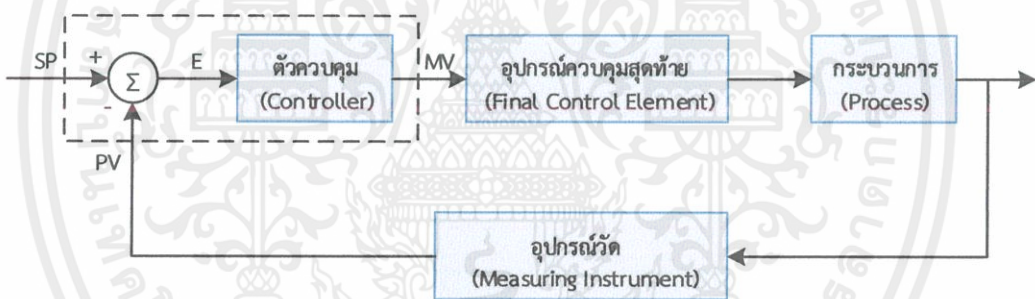 SP
+
Σ
-
E
ตัวควบคุม
(Controller)
MV
อุปกรณ์ควบคุมสุดท้าย
(Final Control Element)
กระบวนการ
(Process)
PV
อุปกรณ์วัด
(Measuring Instrument)